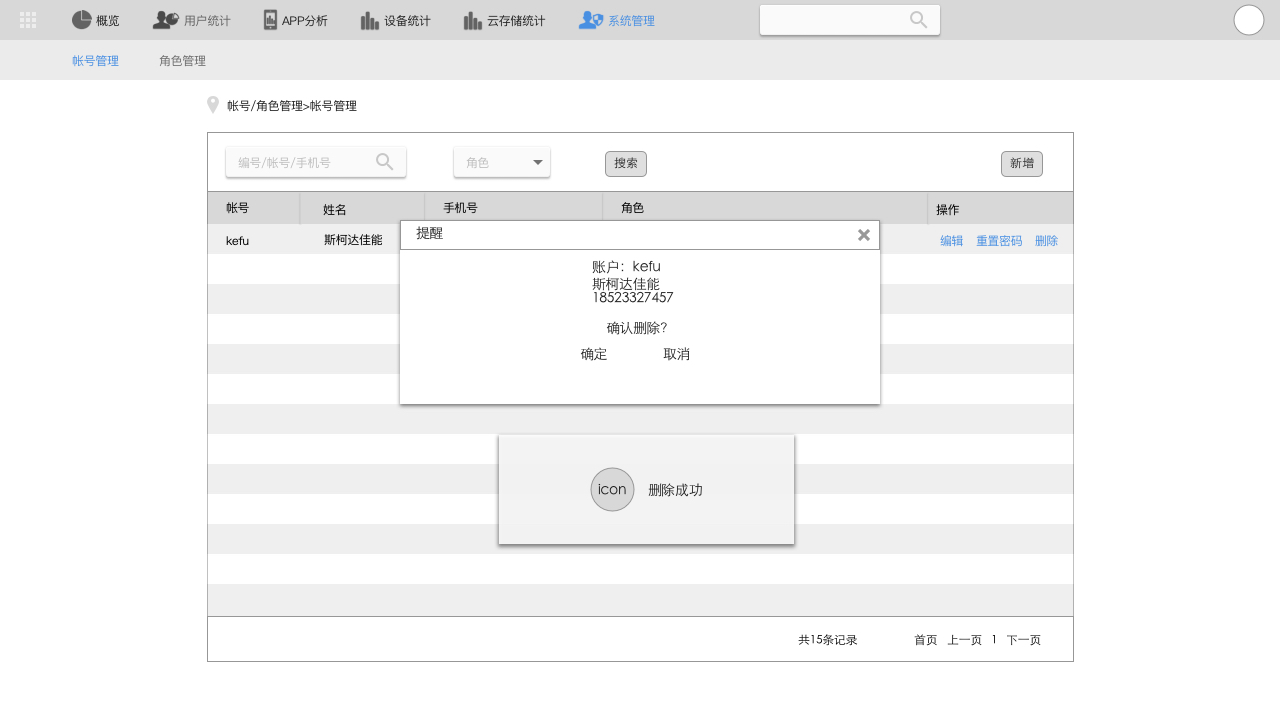 概览 用户统计 APP分析 设备统计 云存储统计 系统管理
帐号管理 角色管理
帐号/角色管理>帐号管理
编号/帐号/手机号 角色 搜索 新增
帐号 姓名 手机号 角色 操作
kefu 斯柯达佳能 编辑 重置密码 删除
提醒
账户：kefu
斯柯达佳能
18523327457
确认删除?
确定 取消
icon 删除成功
共15条记录 首页 上一页 1 下一页